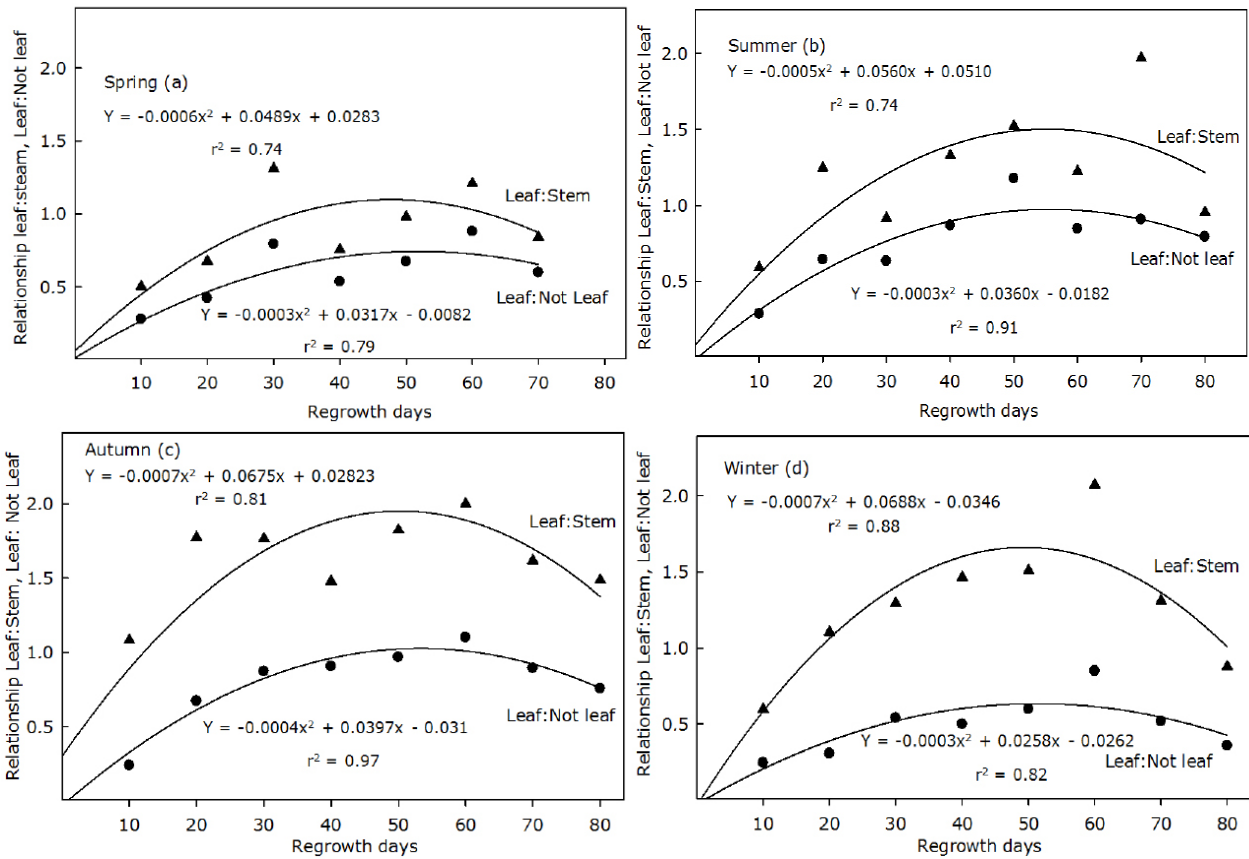 Relationship leaf:steam, Leaf:Not leaf
2.0
1.5
1.0
0.5
Spring (a)
Y = -0.0006x² + 0.0489x + 0.0283
r² = 0.74
Leaf:Stem
Leaf:Not Leaf
Y = -0.0003x² + 0.0317x - 0.0082
r² = 0.79
10 20 30 40 50 60 70 80
Regrowth days
Relationship Leaf:Stem, Leaf:Not leaf
2.0
1.5
1.0
0.5
Summer (b)
Y = -0.0005x² + 0.0560x + 0.0510
r² = 0.74
Leaf:Stem
Leaf:Not leaf
Y = -0.0003x² + 0.0360x - 0.0182
r² = 0.91
10 20 30 40 50 60 70 80
Regrowth days
Relationship Leaf:Stem, Leaf: Not Leaf
2.0
1.5
1.0
0.5
Autumn (c)
Y = -0.0007x² + 0.0675x + 0.02823
r² = 0.81
Leaf:Stem
Leaf:Not leaf
Y = -0.0004x² + 0.0397x - 0.031
r² = 0.97
10 20 30 40 50 60 70 80
Regrowth days
Relationship Leaf:Stem, Leaf:Not leaf
2.0
1.5
1.0
0.5
Winter (d)
Y = -0.0007x² + 0.0688x - 0.0346
r² = 0.88
Leaf:Stem
Y = -0.0003x² + 0.0258x - 0.0262
Leaf:Not leaf
r² = 0.82
10 20 30 40 50 60 70 80
Regrowth days